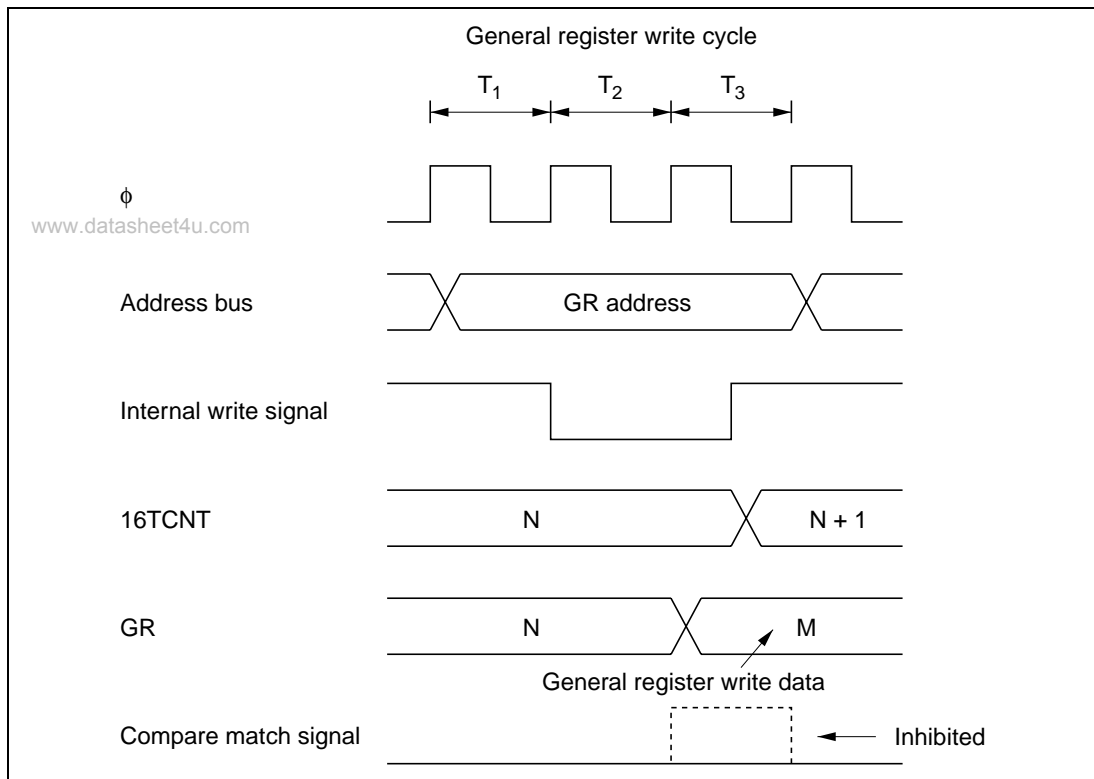 General register write cycle
T1 T2 T3
ϕ
www.datasheet4u.com
Address bus GR address
Internal write signal
16TCNT N N + 1
GR N M
General register write data
Compare match signal Inhibited